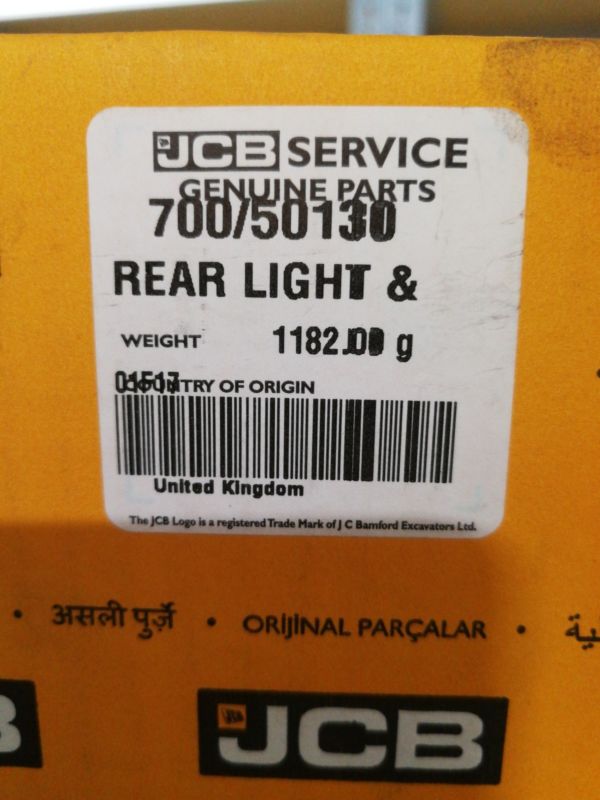 JCB SERVICE
GENUINE PARTS
700/50130
REAR LIGHT &
WEIGHT 1182.00 g
01517
COUNTRY OF ORIGIN
United Kingdom
The JCB Logo is a registered Trade Mark of J C Bamford Excavators Ltd.
• असली पुर्ज़े • ORİJİNAL PARÇALAR •
B JCB JCB